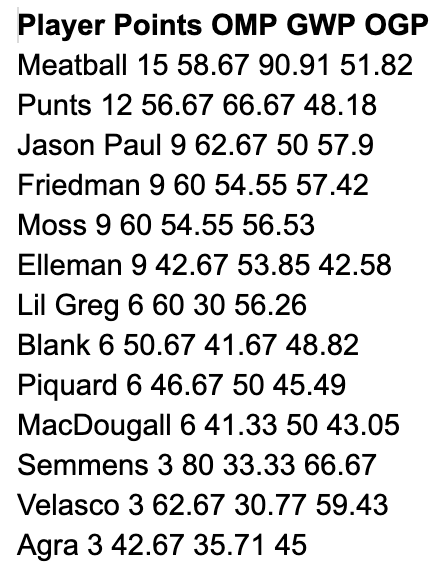 Player Points OMP GWP OGP
Meatball 15 58.67 90.91 51.82
Punts 12 56.67 66.67 48.18
Jason Paul 9 62.67 50 57.9
Friedman 9 60 54.55 57.42
Moss 9 60 54.55 56.53
Elleman 9 42.67 53.85 42.58
Lil Greg 6 60 30 56.26
Blank 6 50.67 41.67 48.82
Piquard 6 46.67 50 45.49
MacDougall 6 41.33 50 43.05
Semmens 3 80 33.33 66.67
Velasco 3 62.67 30.77 59.43
Agra 3 42.67 35.71 45